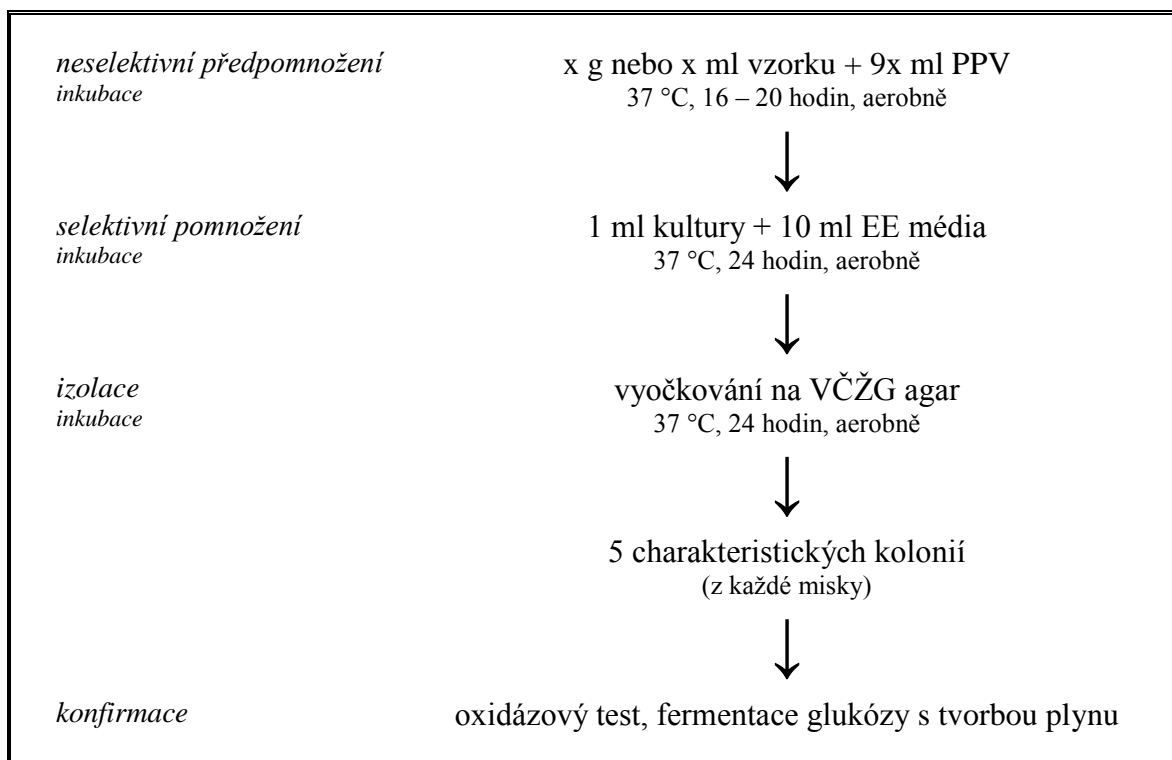 neselektivní předpomnožení
inkubace
x g nebo x ml vzorku + 9x ml PPV
37 °C, 16 – 20 hodin, aerobně
selektivní pomnožení
inkubace
1 ml kultury + 10 ml EE média
37 °C, 24 hodin, aerobně
izolace
inkubace
vyočkování na VČŽG agar
37 °C, 24 hodin, aerobně
5 charakteristických kolonií
(z každé misky)
konfirmace
oxidázový test, fermentace glukózy s tvorbou plynu